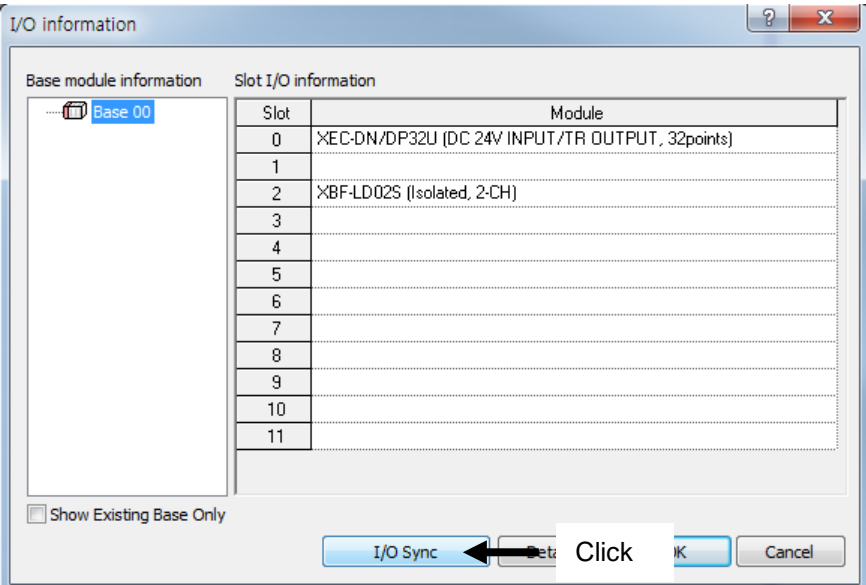 I/O information
?
Base module information
Slot I/O information
Base 00
Slot Module
0 XEC-DN/DP32U (DC 24V INPUT/TR OUTPUT, 32points)
1
2 XBF-LD02S (Isolated, 2-CH)
3
4
5
6
7
8
9
10
11
Show Existing Base Only
I/O Sync Click Cancel